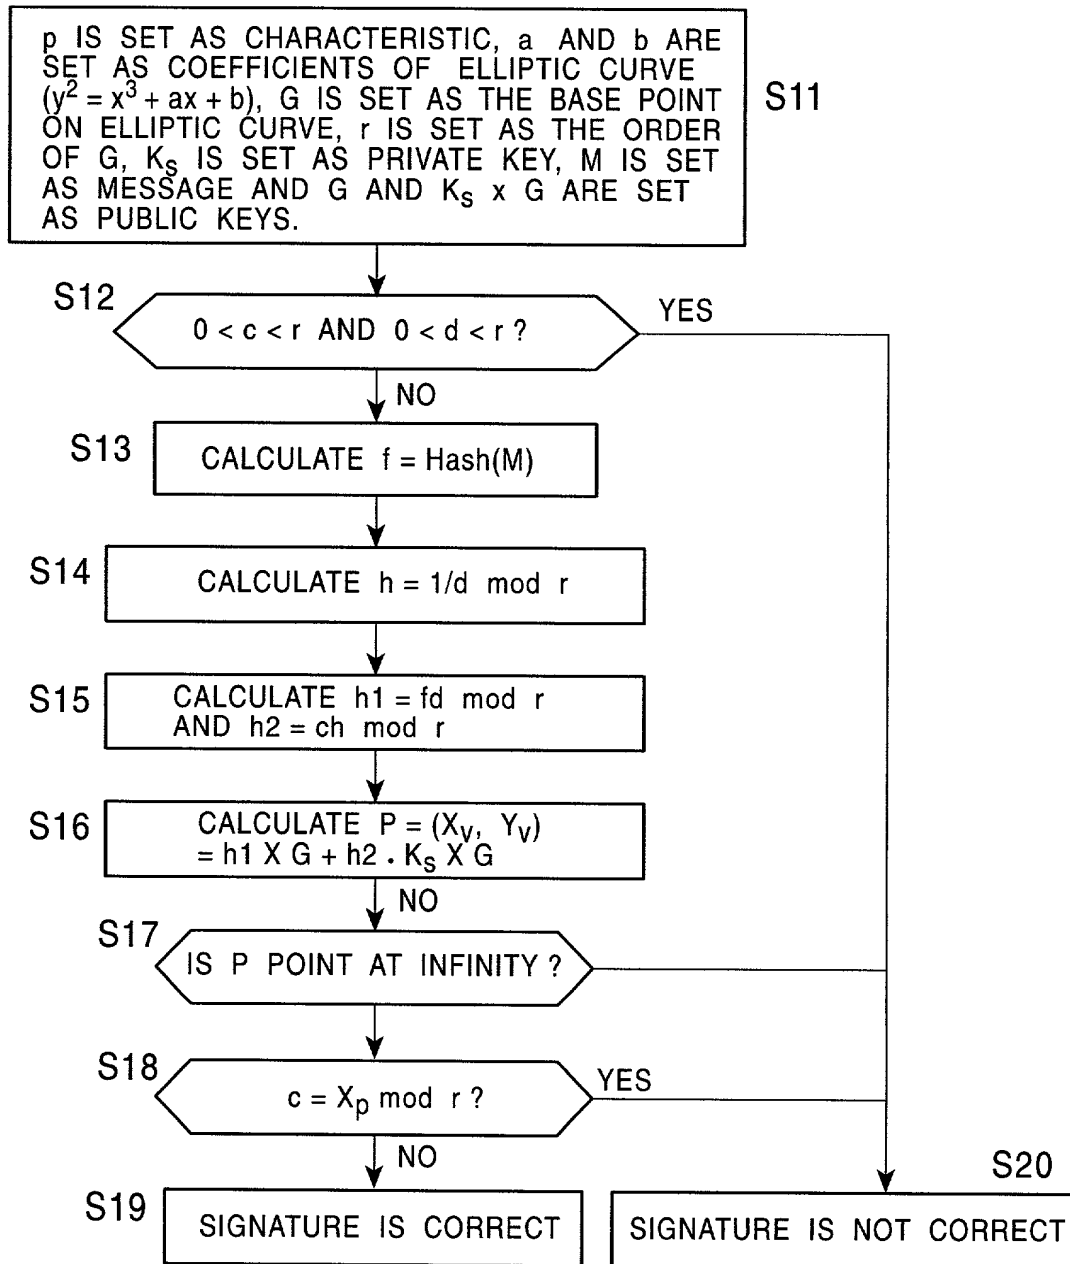 p IS SET AS CHARACTERISTIC, a AND b ARE
SET AS COEFFICIENTS OF ELLIPTIC CURVE
(y² = x³ + ax + b), G IS SET AS THE BASE POINT
ON ELLIPTIC CURVE, r IS SET AS THE ORDER
OF G, Ks IS SET AS PRIVATE KEY, M IS SET
AS MESSAGE AND G AND Ks x G ARE SET
AS PUBLIC KEYS.
S11
S12
0 < c < r AND 0 < d < r ?
YES
NO
S13
CALCULATE f = Hash(M)
S14
CALCULATE h = 1/d mod r
S15
CALCULATE h1 = fd mod r
AND h2 = ch mod r
S16
CALCULATE P = (Xv, Yv)
= h1 X G + h2 . Ks X G
NO
S17
IS P POINT AT INFINITY ?
S18
c = Xp mod r ?
YES
NO
S19
SIGNATURE IS CORRECT
S20
SIGNATURE IS NOT CORRECT